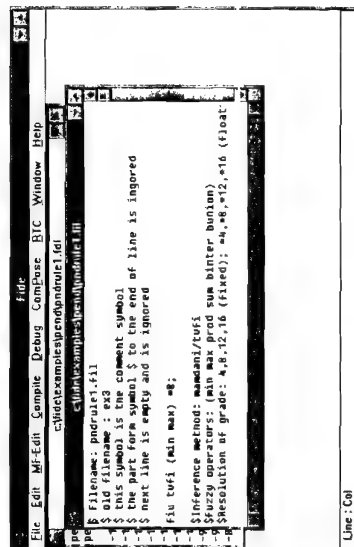 Fide
File Edit MI-Edit Compile Debug ComPose RTC Window Help
c:\fide\examples\pend\pndrule1.fdl
c:\fide\examples\pend\pndrule1.fil
$ Filename: pndrule1.fil
$ old filename : ex3
$ this symbol is the comment symbol
$ the part form symbol $ to the end of line is ingored
$ next line is empty and is ignored
fiu tvfi (min max) *8;
$Inference method: mamdani/tvfi
$fuzzy operators: (min max prod sum binter bunion)
$Resolution of grade: 4,8,12,16 (fixed); *4,*8,*12,*16 (float
Line : Col